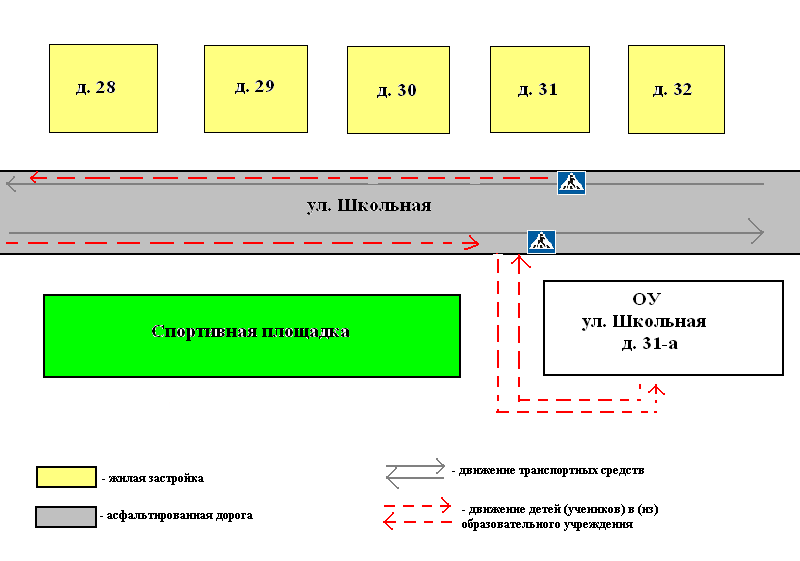 д. 28
д. 29
д. 30
д. 31
д. 32
ул. Школьная
Спортивная площадка
ОУ
ул. Школьная
д. 31-а
- жилая застройка
- асфальтированная дорога
- движение транспортных средств
- движение детей (учеников) в (из)
образовательного учреждения